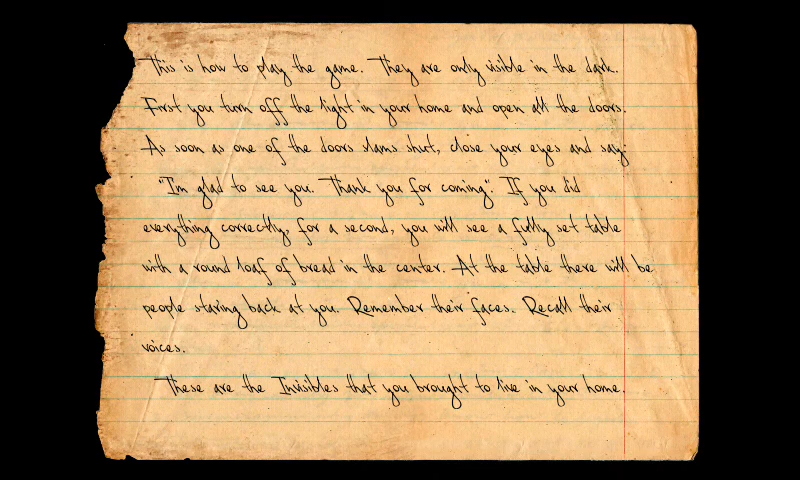 This is how to play the game. They are only visible in the dark.
First you turn off the light in your home and open all the doors.
As soon as one of the doors slams shut, close your eyes and say:
"I'm glad to see you. Thank you for coming". If you did
everything correctly, for a second, you will see a fully set table
with a round loaf of bread in the center. At the table there will be
people staring back at you. Remember their faces. Recall their
voices.
These are the Invisibles that you brought to live in your home.